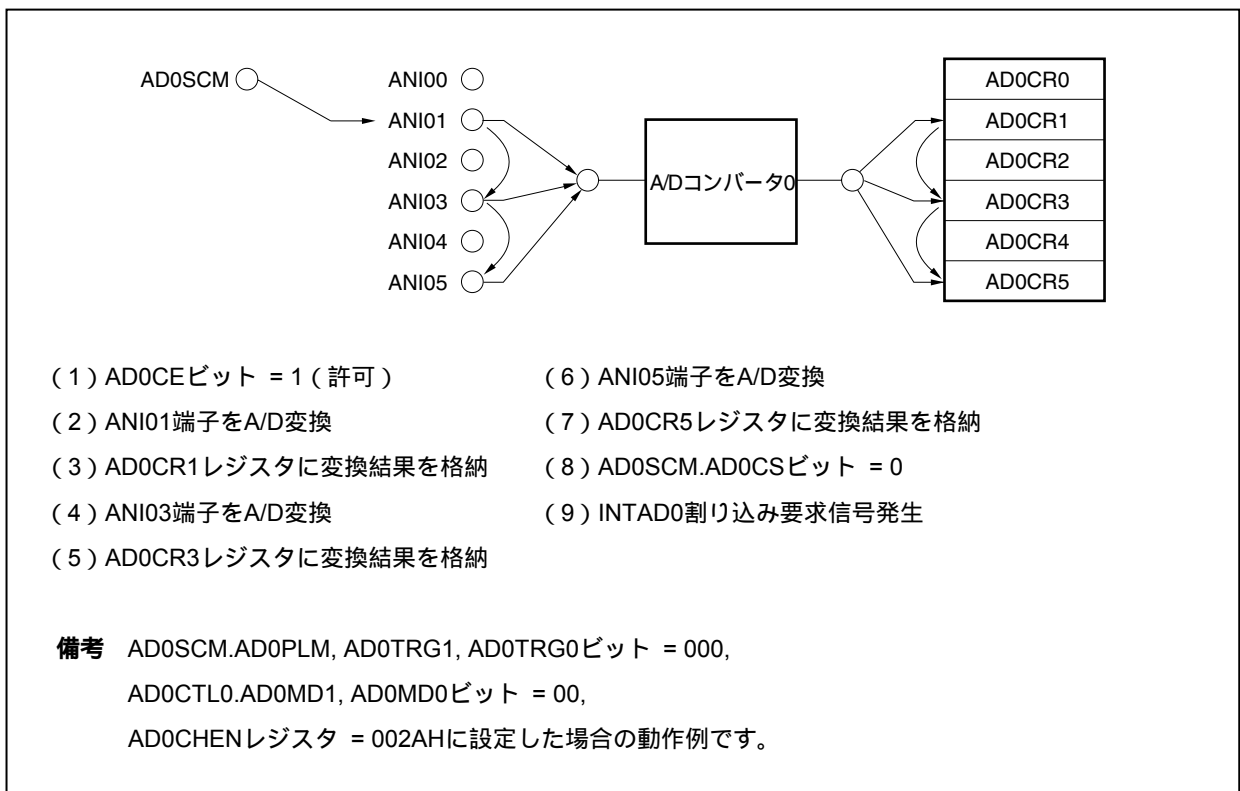 AD0SCM
ANI00
ANI01
ANI02
ANI03
ANI04
ANI05
A/Dコンバータ0
AD0CR0
AD0CR1
AD0CR2
AD0CR3
AD0CR4
AD0CR5
(1)AD0CEビット = 1(許可)
(2)ANI01端子をA/D変換
(3)AD0CR1レジスタに変換結果を格納
(4)ANI03端子をA/D変換
(5)AD0CR3レジスタに変換結果を格納
(6)ANI05端子をA/D変換
(7)AD0CR5レジスタに変換結果を格納
(8)AD0SCM.AD0CSビット = 0
(9)INTAD0割り込み要求信号発生
備考 AD0SCM.AD0PLM, AD0TRG1, AD0TRG0ビット = 000,
AD0CTL0.AD0MD1, AD0MD0ビット = 00,
AD0CHENレジスタ = 002AHに設定した場合の動作例です。